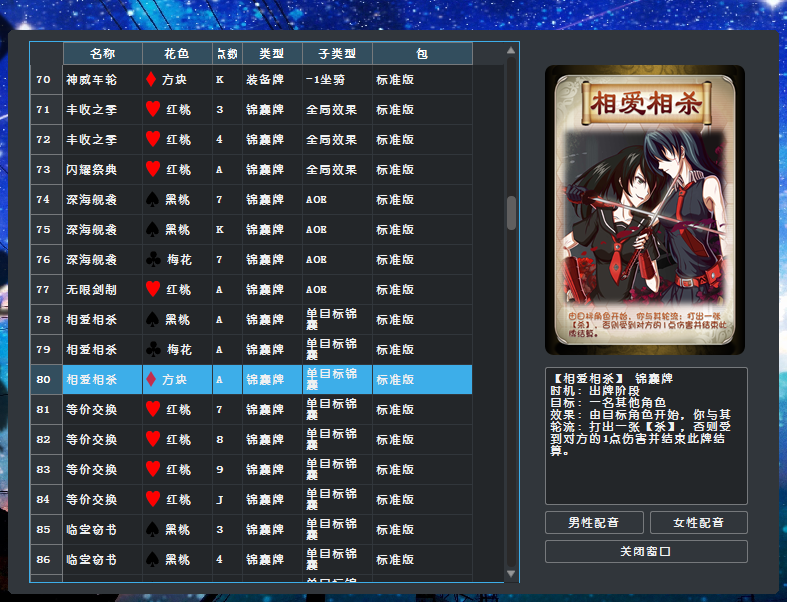 名称 花色 点数 类型 子类型 包
70 神威车轮 方块 K 装备牌 -1坐骑 标准版
71 丰收之季 红桃 3 锦囊牌 全局效果 标准版
72 丰收之季 红桃 4 锦囊牌 全局效果 标准版
73 闪耀祭典 红桃 A 锦囊牌 全局效果 标准版
74 深海舰袭 黑桃 7 锦囊牌 AOE 标准版
75 深海舰袭 黑桃 K 锦囊牌 AOE 标准版
76 深海舰袭 梅花 7 锦囊牌 AOE 标准版
77 无限剑制 红桃 A 锦囊牌 AOE 标准版
78 相爱相杀 黑桃 A 锦囊牌 单目标锦囊 标准版
79 相爱相杀 梅花 A 锦囊牌 单目标锦囊 标准版
80 相爱相杀 方块 A 锦囊牌 单目标锦囊 标准版
81 等价交换 红桃 7 锦囊牌 单目标锦囊 标准版
82 等价交换 红桃 8 锦囊牌 单目标锦囊 标准版
83 等价交换 红桃 9 锦囊牌 单目标锦囊 标准版
84 等价交换 红桃 J 锦囊牌 单目标锦囊 标准版
85 临堂窃书 黑桃 3 锦囊牌 单目标锦囊 标准版
86 临堂窃书 黑桃 4 锦囊牌 单目标锦囊 标准版
单目标锦
相爱相杀
由目标角色开始，你与其轮流：打出一张
【杀】，否则受到对方的1点伤害并结束此
牌结算。
【相爱相杀】 锦囊牌
时机：出牌阶段
目标：一名其他角色
效果：由目标角色开始，你与其
轮流：打出一张【杀】，否则受
到对方的1点伤害并结束此牌结
算。
男性配音 女性配音
关闭窗口